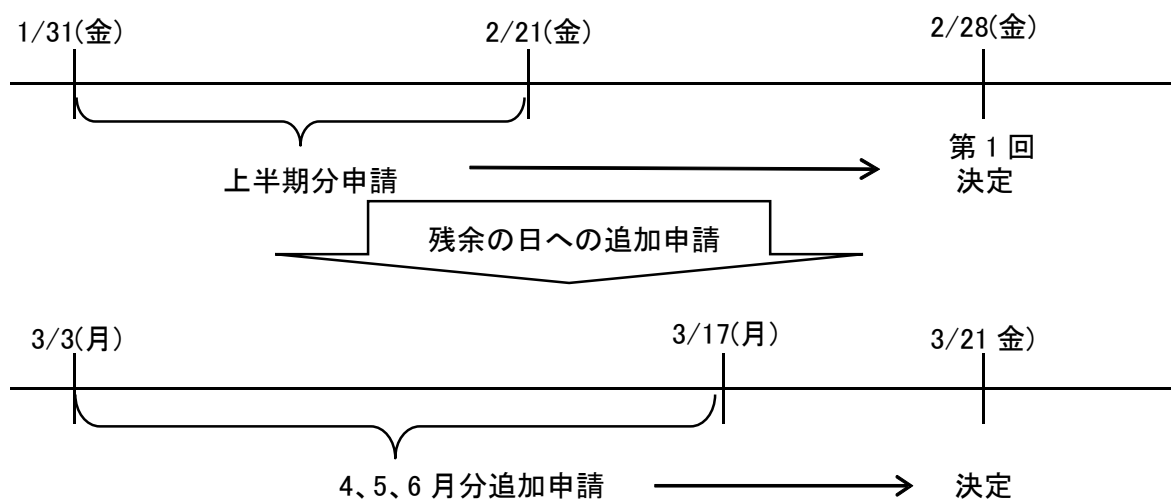 1/31(金) 2/21(金) 2/28(金)
上半期分申請
第1回
決定
残余の日への追加申請
3/3(月) 3/17(月) 3/21 金)
4、5、6月分追加申請 決定